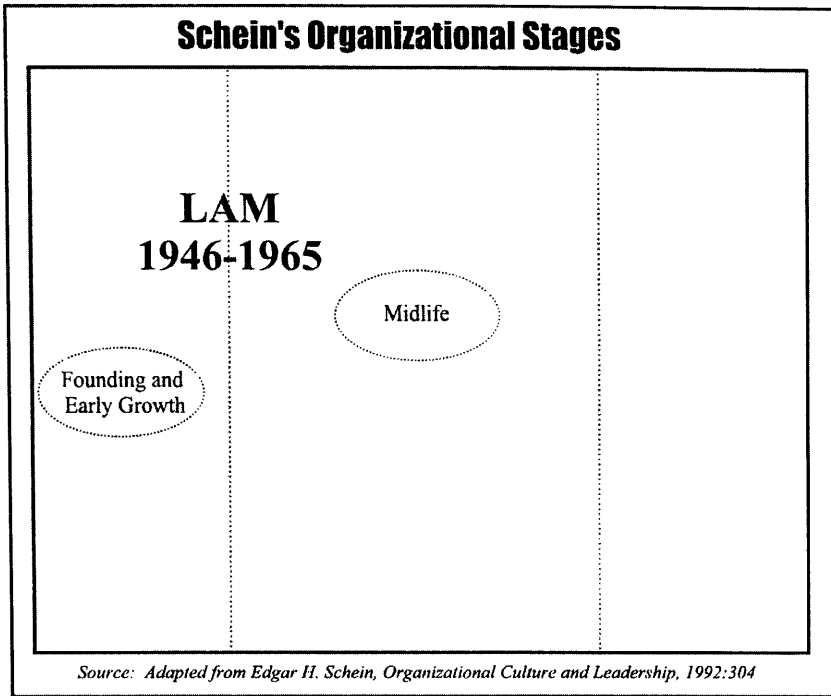 Schein's Organizational Stages
LAM
1946-1965
Midlife
Founding and
Early Growth
Source: Adapted from Edgar H. Schein, Organizational Culture and Leadership, 1992:304